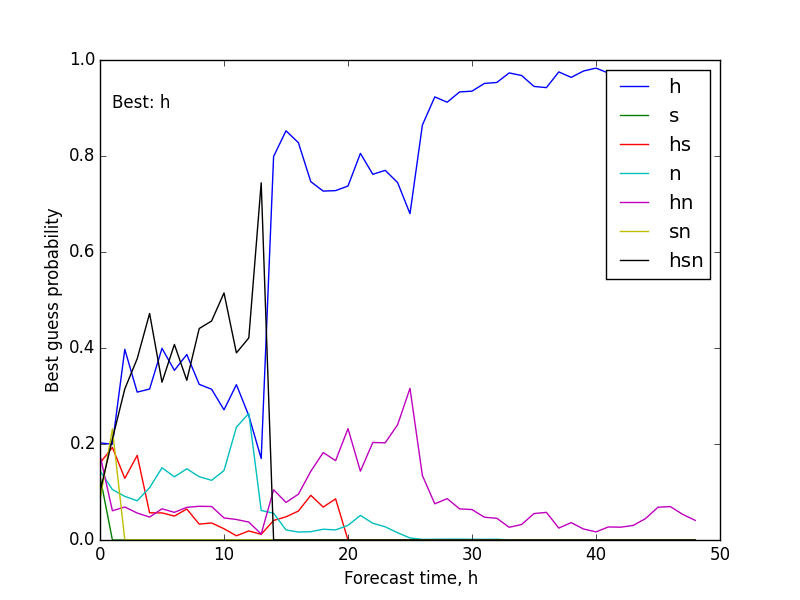 1.0
0.8
0.6
0.4
0.2
0.0
Best guess probability
Best: h
h
s
hs
n
hn
sn
hsn
0 10 20 30 40 50
Forecast time, h